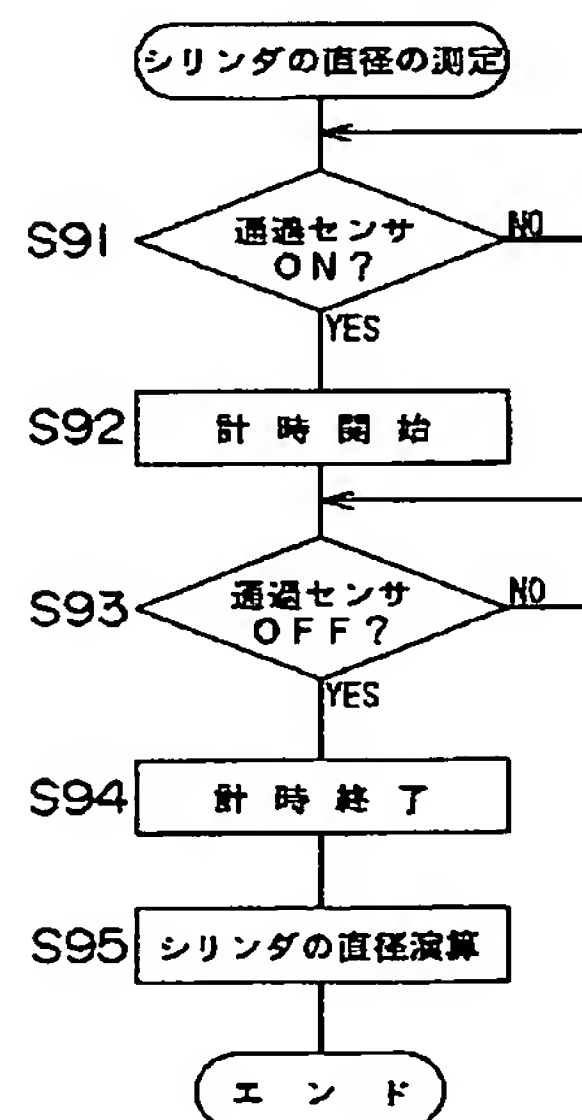 シリンダの直径の測定
S91
通過センサ
ON?
NO
YES
S92
計時開始
S93
通過センサ
OFF?
NO
YES
S94
計時終了
S95
シリンダの直径演算
エンド